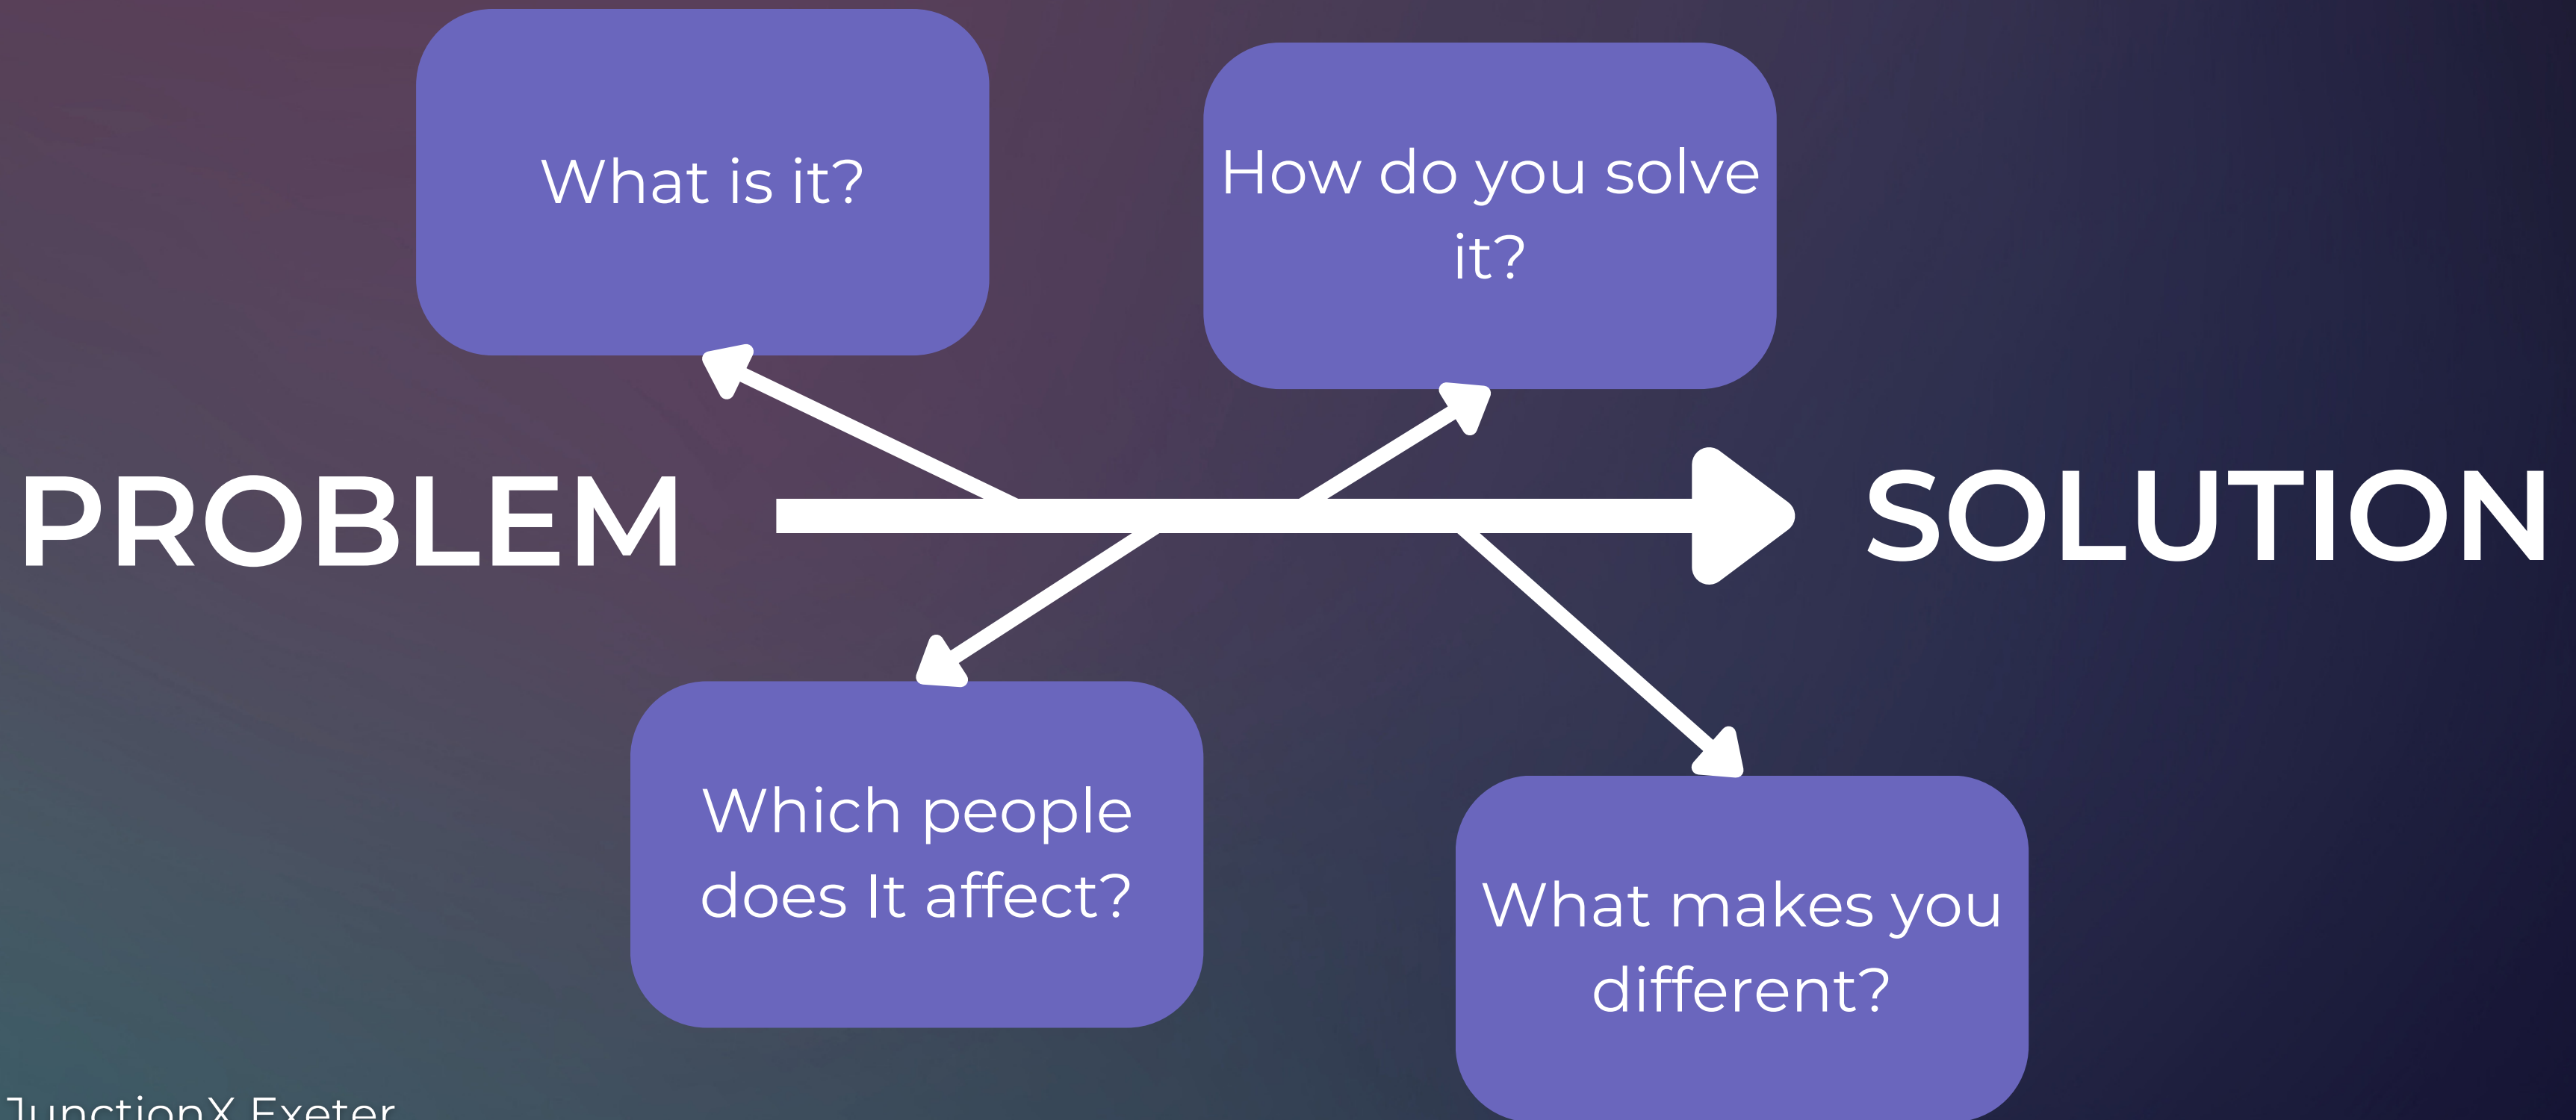 What is it?
How do you solve
it?
PROBLEM
SOLUTION
Which people
does It affect?
What makes you
different?
JunctionX Exeter